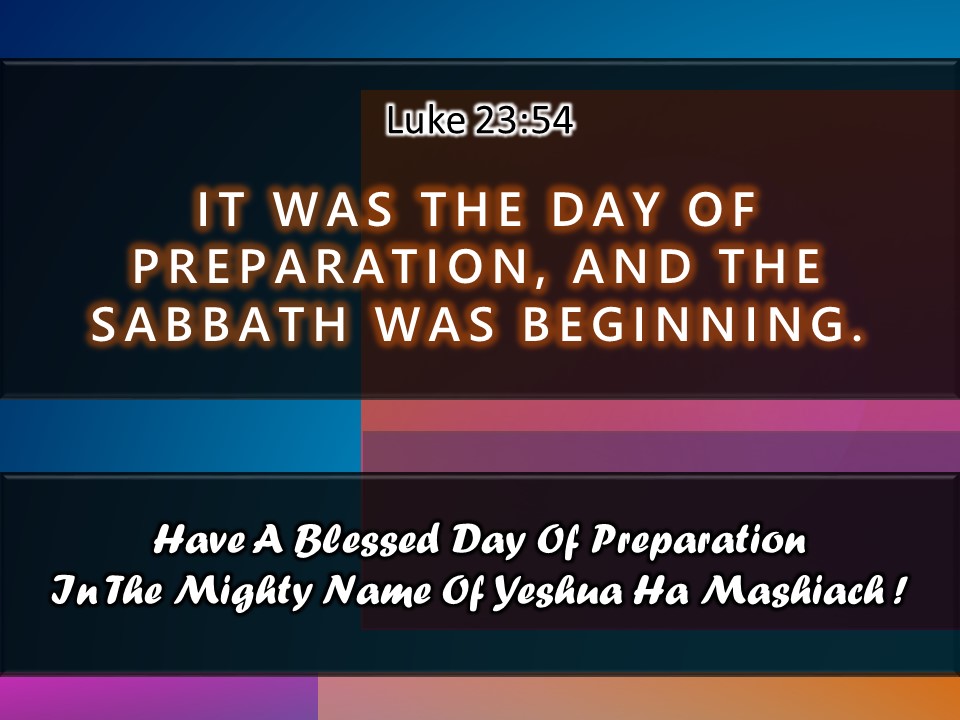 Luke 23:54
IT WAS THE DAY OF
PREPARATION, AND THE
SABBATH WAS BEGINNING.
Have A Blessed Day Of Preparation
In The Mighty Name Of Yeshua Ha Mashiach !